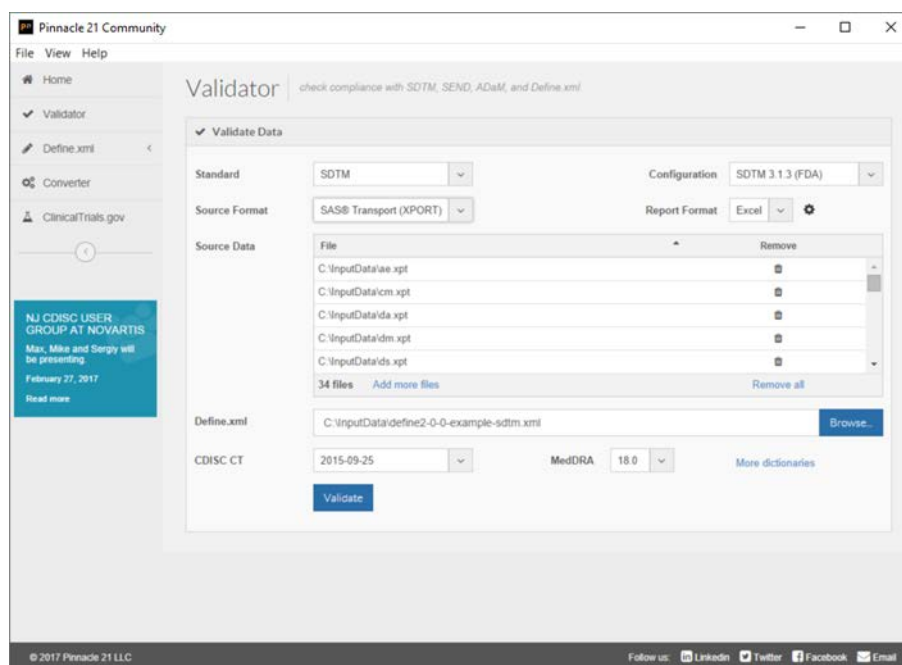 Pinnacle 21 Community
File View Help
Home
Validator
Define.xml
Converter
ClinicalTrials.gov
NJ CDISC USER
GROUP AT NOVARTIS
Max, Mike and Sergiy will
be presenting.
February 27, 2017
Read more
Validator check compliance with SDTM, SEND, ADaM, and Define.xml
Validate Data
Standard SDTM Configuration SDTM 3.1.3 (FDA)
Source Format SAS® Transport (XPORT) Report Format Excel
Source Data File Remove
C:\InputData\ae.xpt
C:\InputData\cm.xpt
C:\InputData\da.xpt
C:\InputData\dm.xpt
C:\InputData\ds.xpt
34 files Add more files Remove all
Define.xml C:\InputData\define2-0-0-example-sdtm.xml Browse...
CDISC CT 2015-09-25 MedDRA 18.0 More dictionaries
Validate
© 2017 Pinnacle 21 LLC Follow us: Linkedin Twitter Facebook Email